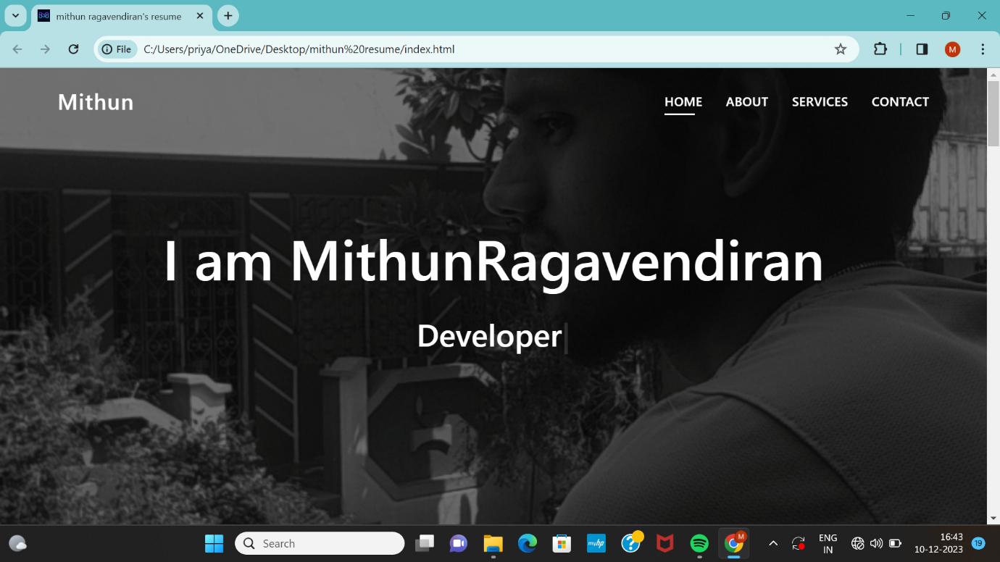 mithun ragavendiran's resume
File
C:/Users/priya/OneDrive/Desktop/mithun%20resume/index.html
M
Mithun
HOME ABOUT SERVICES CONTACT
I am MithunRagavendiran
Developer
Search
myhp
?
M
ENG
IN
16:43
10-12-2023
19